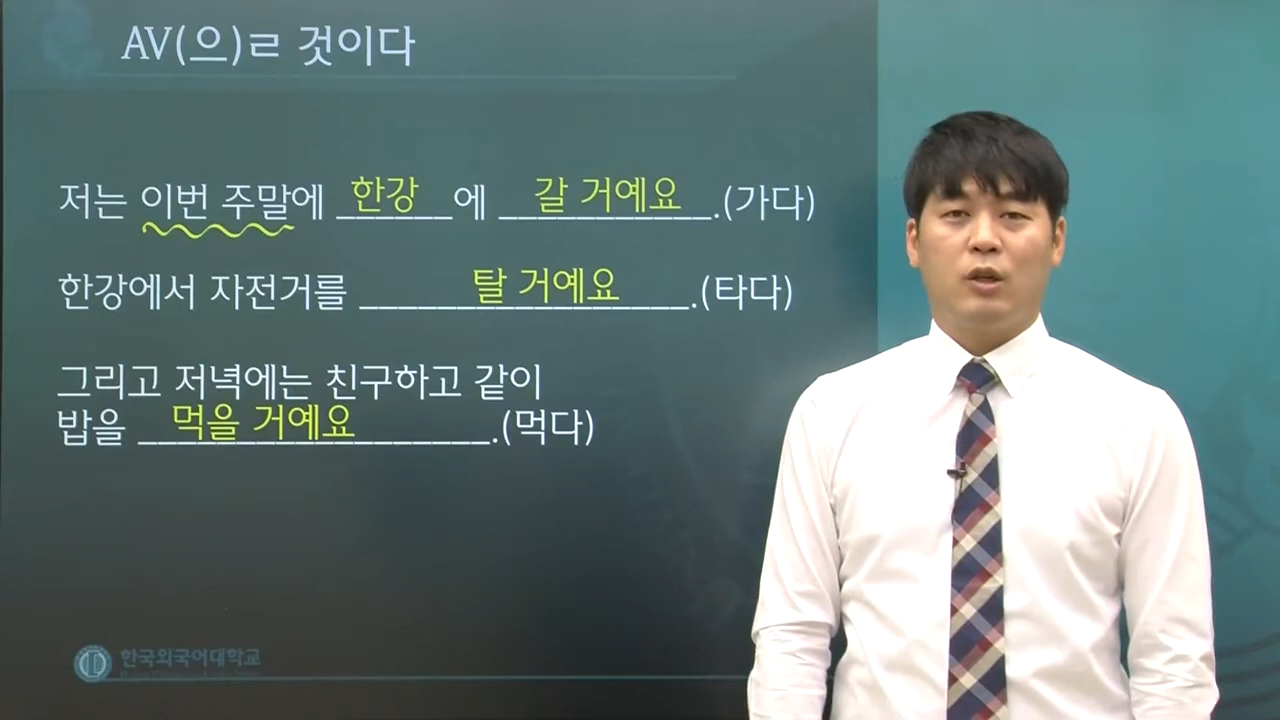 AV(으)ㄹ 것이다
저는 이번 주말에 한강에 갈 거예요.(가다)
한강에서 자전거를 탈 거예요.(타다)
그리고 저녁에는 친구하고 같이
밥을 먹을 거예요.(먹다)
한국외국어대학교